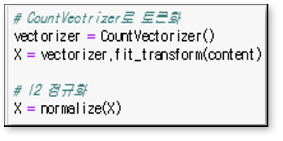 # CountVeotrizer로 토큰화
vectorizer = CountVectorizer()
X = vectorizer,fit_transform(content)
# l2 정규화
X = normalize(X)